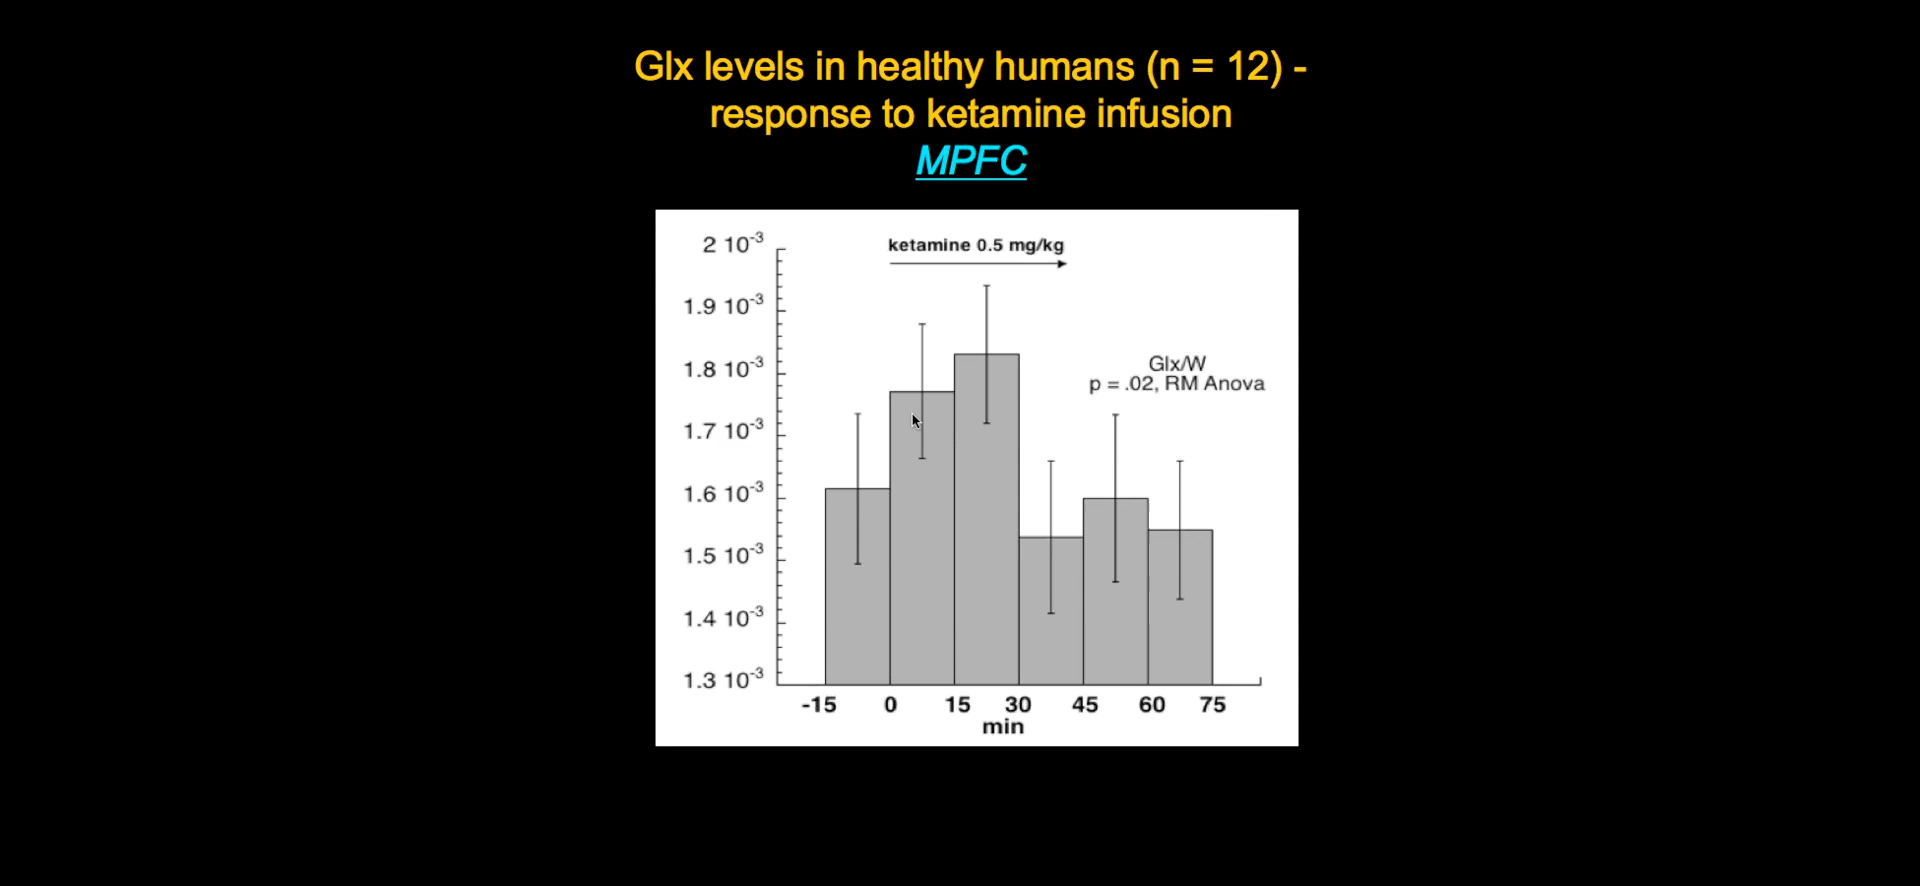 Glx levels in healthy humans (n = 12) -
response to ketamine infusion
MPFC
ketamine 0.5 mg/kg
2 10-3
1.9 10-3
1.8 10-3
1.7 10-3
1.6 10-3
1.5 10-3
1.4 10-3
1.3 10-3
Glx/W
p = .02, RM Anova
-15 0 15 30 45 60 75
min